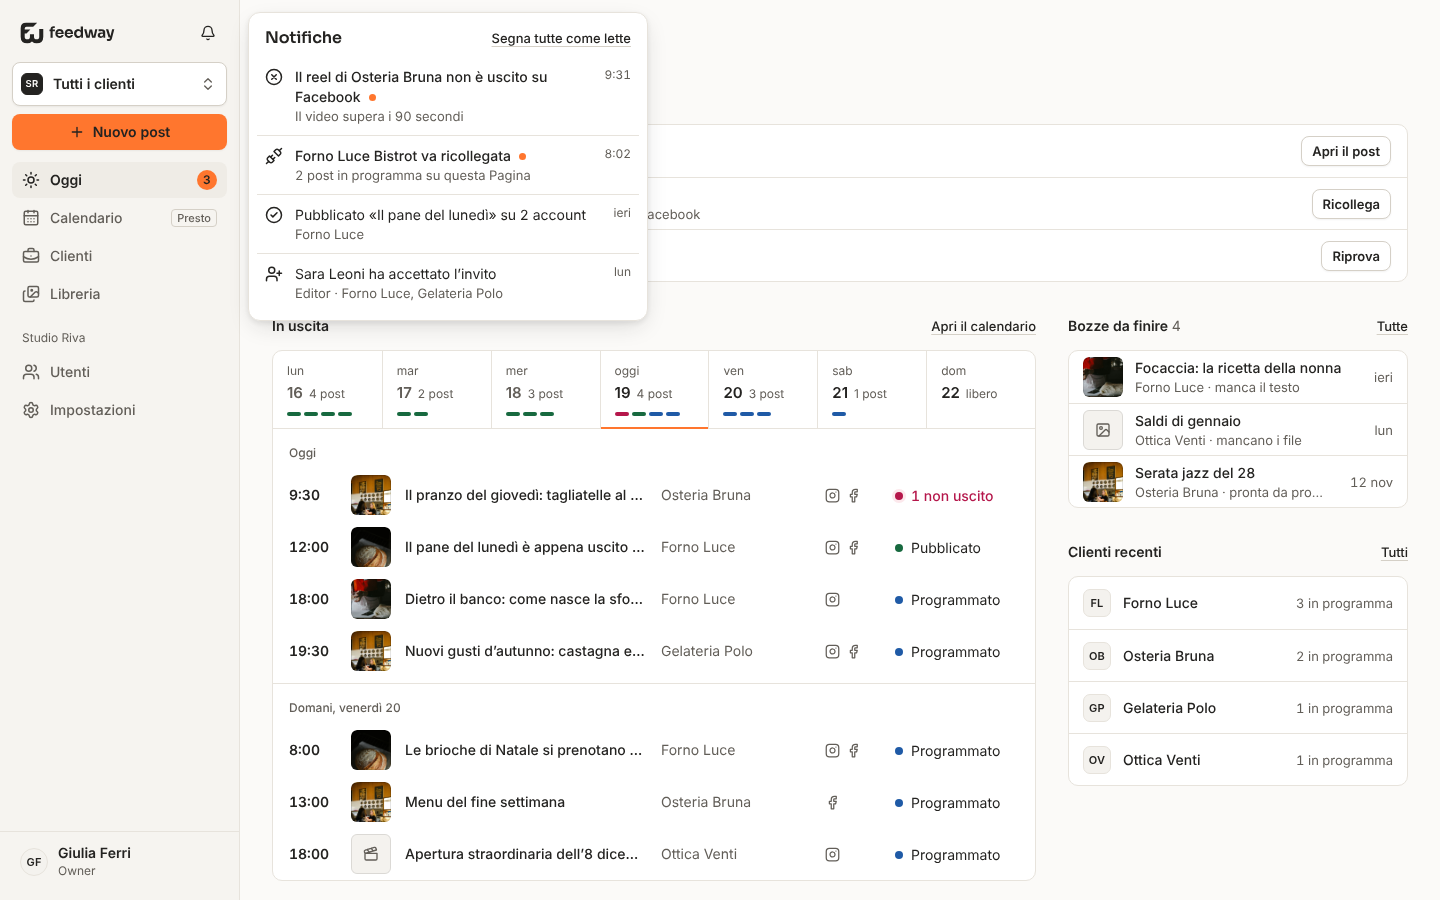 feedway
SR Tutti i clienti
+ Nuovo post
Oggi 3
Calendario Presto
Clienti
Libreria
Studio Riva
Utenti
Impostazioni
GF Giulia Ferri
Owner
Notifiche Segna tutte come lette
Il reel di Osteria Bruna non è uscito su 9:31
Facebook
Il video supera i 90 secondi
Forno Luce Bistrot va ricollegata 8:02
2 post in programma su questa Pagina
Pubblicato «Il pane del lunedì» su 2 account ieri
Forno Luce
Sara Leoni ha accettato l’invito lun
Editor · Forno Luce, Gelateria Polo
Apri il post
acebook Ricollega
Riprova
In uscita Apri il calendario
lun mar mer oggi ven sab dom
16 4 post 17 2 post 18 3 post 19 4 post 20 3 post 21 1 post 22 libero
Oggi
9:30 Il pranzo del giovedì: tagliatelle al ... Osteria Bruna 1 non uscito
12:00 Il pane del lunedì è appena uscito ... Forno Luce Pubblicato
18:00 Dietro il banco: come nasce la sfo... Forno Luce Programmato
19:30 Nuovi gusti d’autunno: castagna e... Gelateria Polo Programmato
Domani, venerdì 20
8:00 Le brioche di Natale si prenotano ... Forno Luce Programmato
13:00 Menu del fine settimana Osteria Bruna Programmato
18:00 Apertura straordinaria dell’8 dice... Ottica Venti Programmato
Bozze da finire 4 Tutte
Focaccia: la ricetta della nonna ieri
Forno Luce · manca il testo
Saldi di gennaio lun
Ottica Venti · mancano i file
Serata jazz del 28 12 nov
Osteria Bruna · pronta da pro...
Clienti recenti Tutti
FL Forno Luce 3 in programma
OB Osteria Bruna 2 in programma
GP Gelateria Polo 1 in programma
OV Ottica Venti 1 in programma